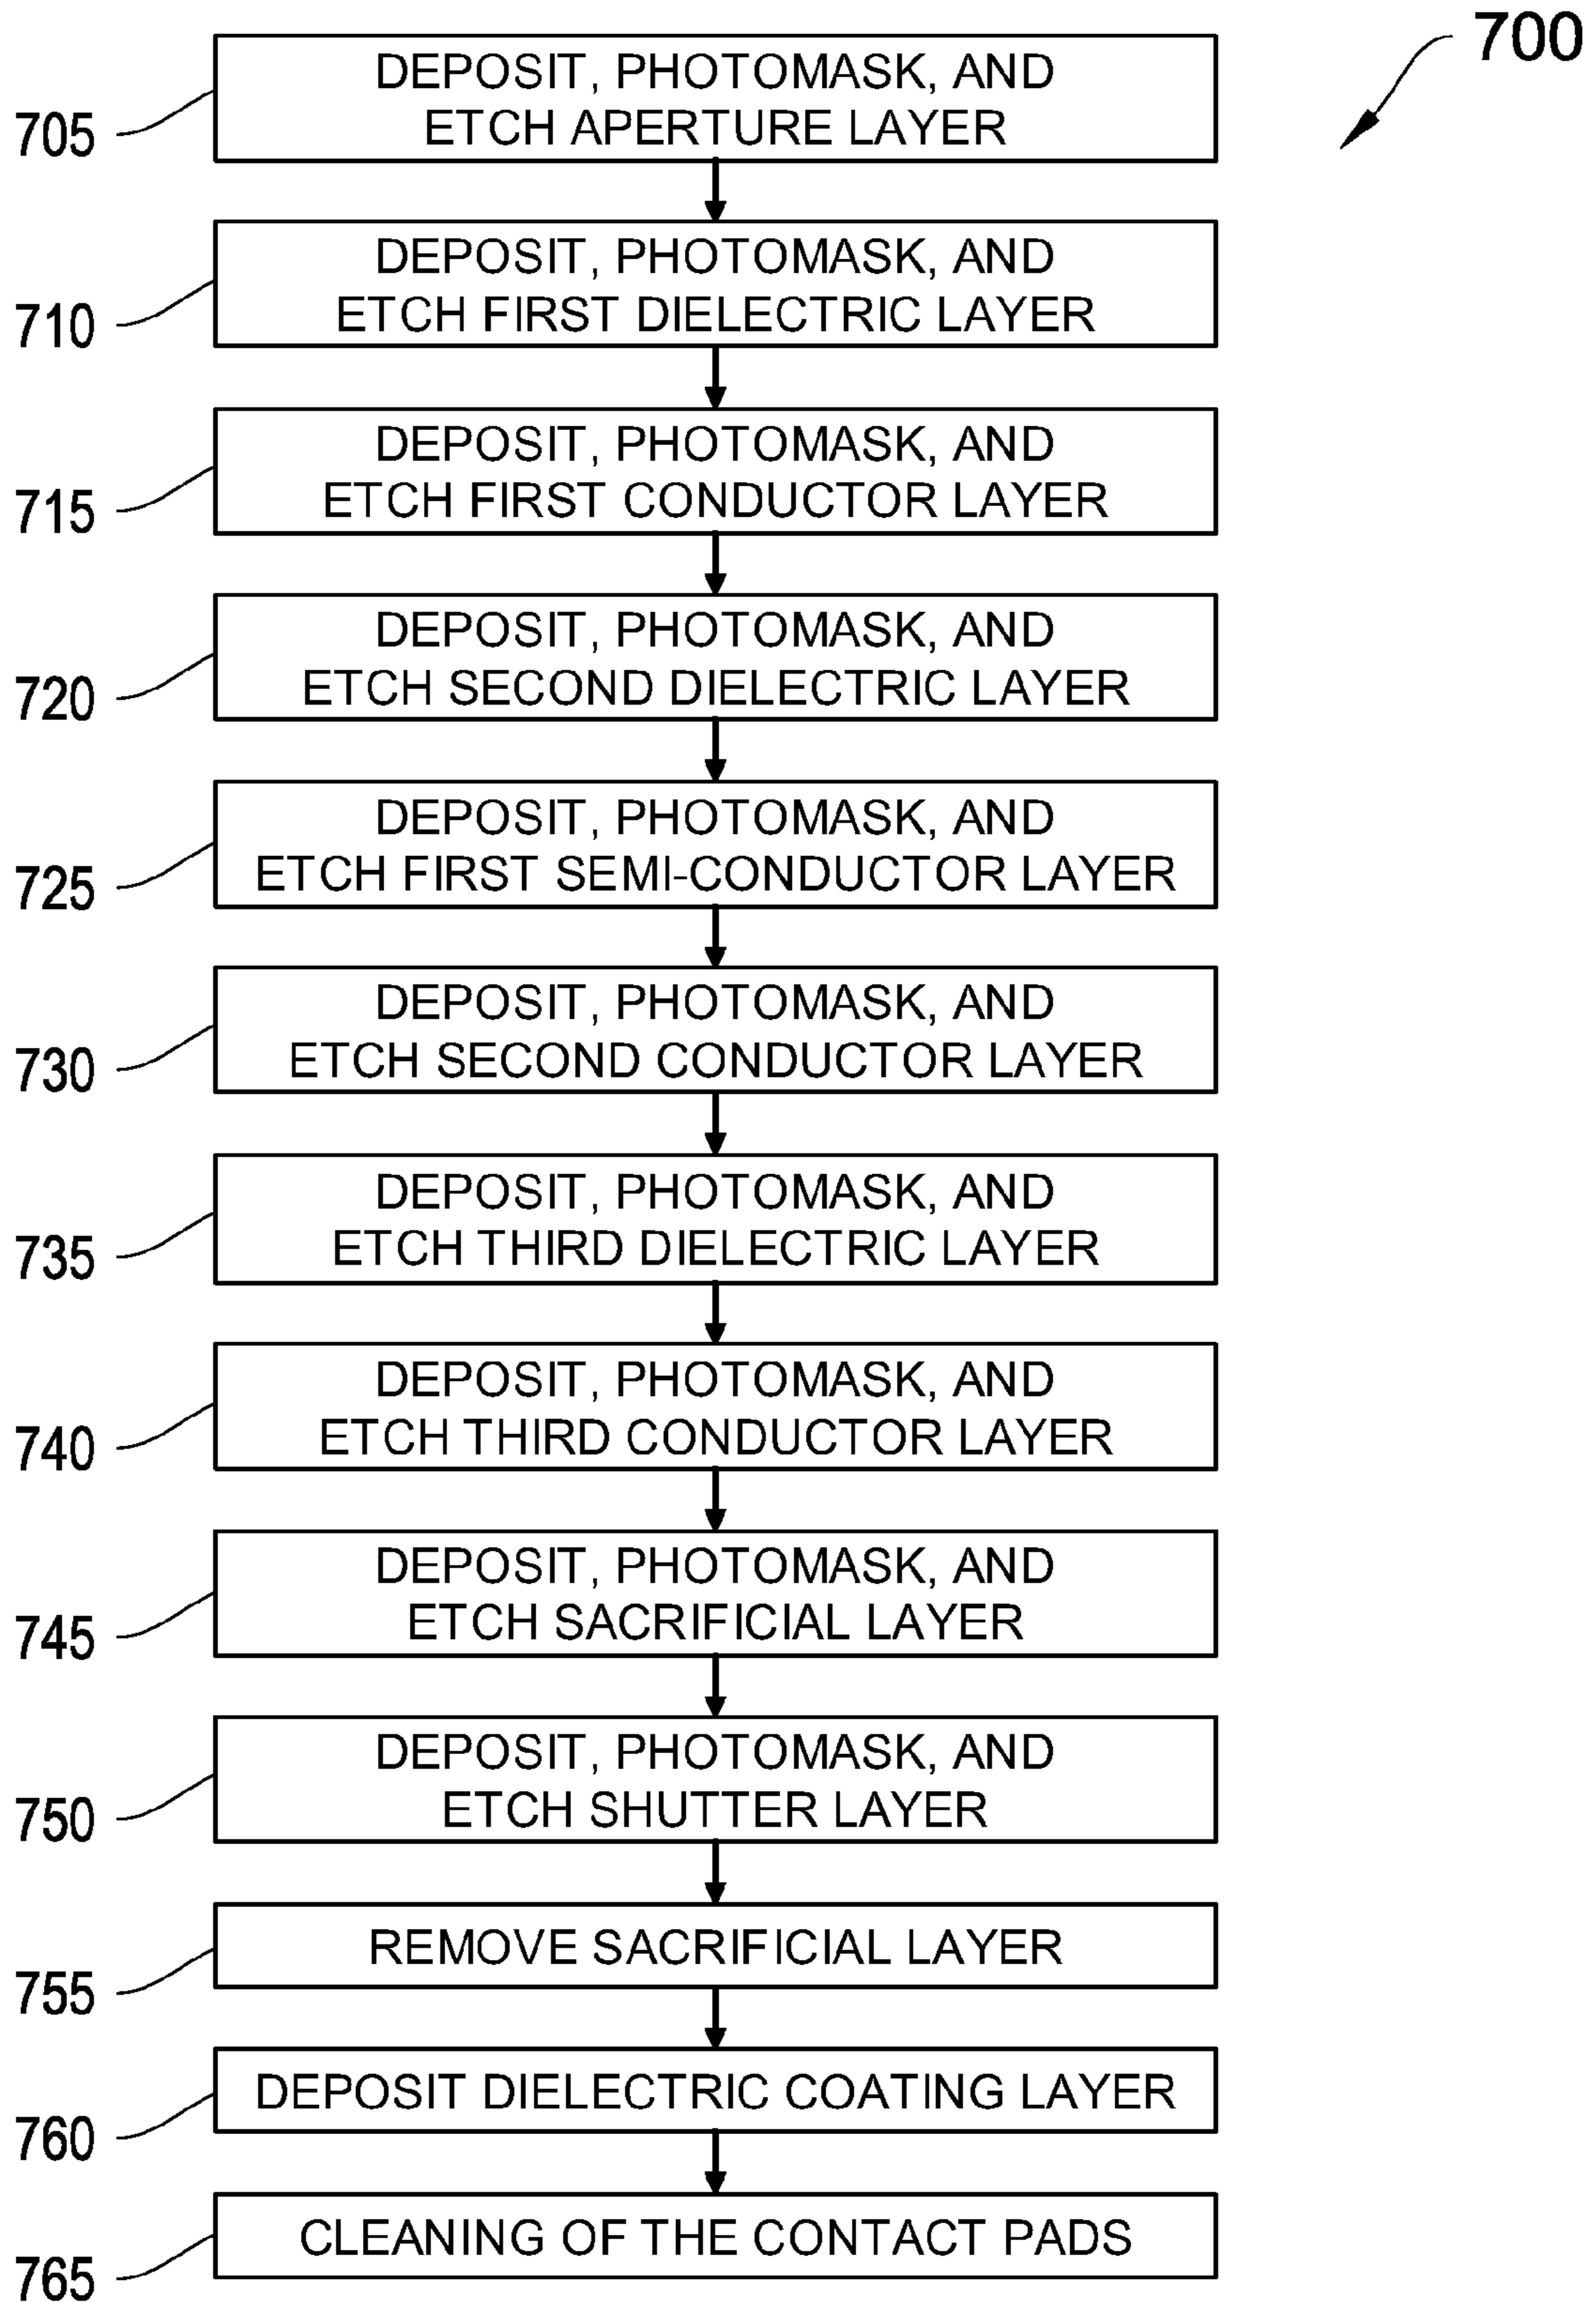 700
705
DEPOSIT, PHOTOMASK, AND
ETCH APERTURE LAYER
710
DEPOSIT, PHOTOMASK, AND
ETCH FIRST DIELECTRIC LAYER
715
DEPOSIT, PHOTOMASK, AND
ETCH FIRST CONDUCTOR LAYER
720
DEPOSIT, PHOTOMASK, AND
ETCH SECOND DIELECTRIC LAYER
725
DEPOSIT, PHOTOMASK, AND
ETCH FIRST SEMI-CONDUCTOR LAYER
730
DEPOSIT, PHOTOMASK, AND
ETCH SECOND CONDUCTOR LAYER
735
DEPOSIT, PHOTOMASK, AND
ETCH THIRD DIELECTRIC LAYER
740
DEPOSIT, PHOTOMASK, AND
ETCH THIRD CONDUCTOR LAYER
745
DEPOSIT, PHOTOMASK, AND
ETCH SACRIFICIAL LAYER
750
DEPOSIT, PHOTOMASK, AND
ETCH SHUTTER LAYER
755
REMOVE SACRIFICIAL LAYER
760
DEPOSIT DIELECTRIC COATING LAYER
765
CLEANING OF THE CONTACT PADS